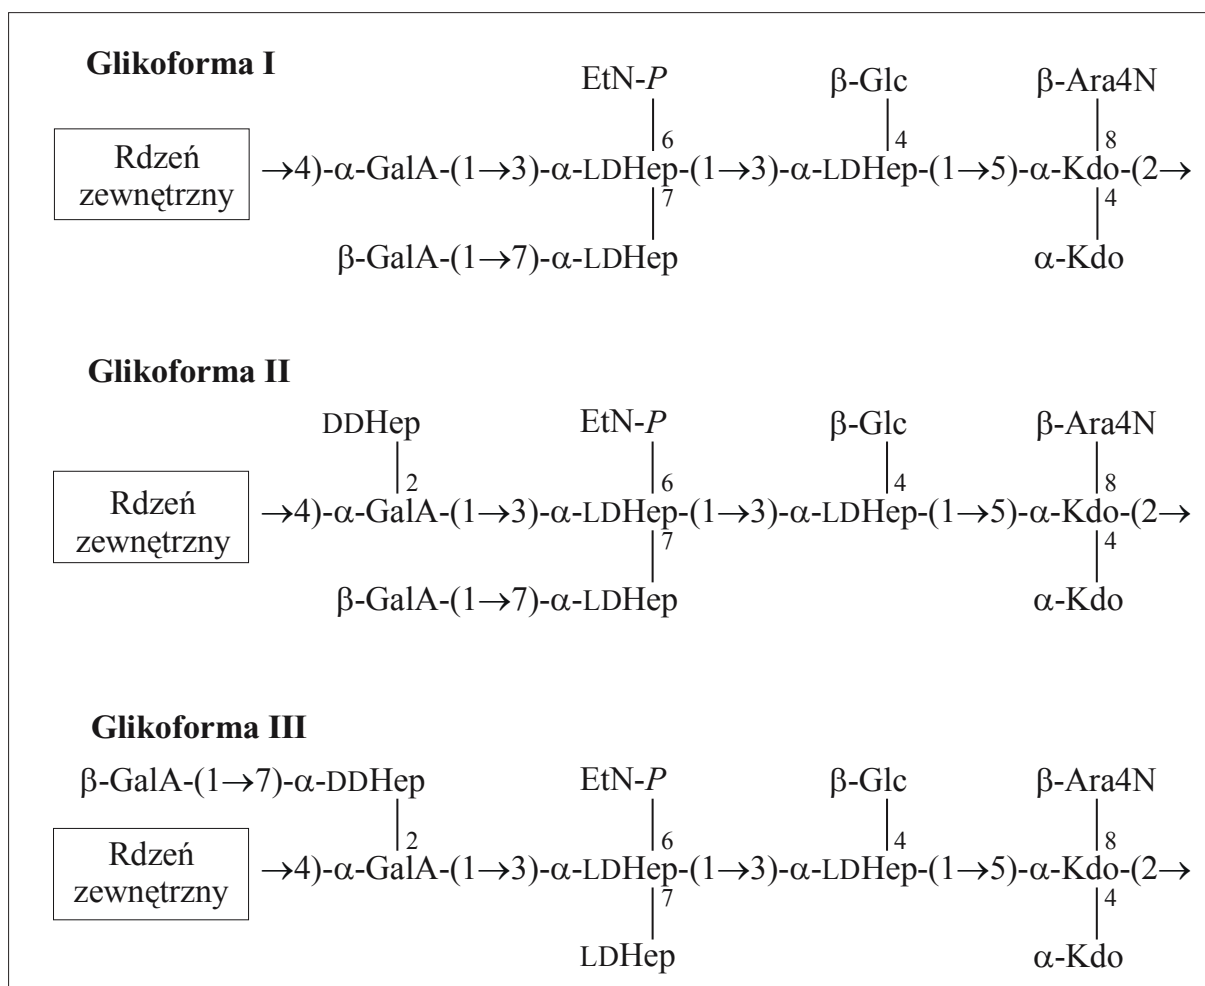 Glikoforma I
EtN-P β-Glc β-Ara4N
6 4 8
Rdzeń zewnętrzny →4)-α-GalA-(1→3)-α-LDHep-(1→3)-α-LDHep-(1→5)-α-Kdo-(2→
7 4
β-GalA-(1→7)-α-LDHep α-Kdo
Glikoforma II
DDHep EtN-P β-Glc β-Ara4N
2 6 4 8
Rdzeń zewnętrzny →4)-α-GalA-(1→3)-α-LDHep-(1→3)-α-LDHep-(1→5)-α-Kdo-(2→
7 4
β-GalA-(1→7)-α-LDHep α-Kdo
Glikoforma III
β-GalA-(1→7)-α-DDHep EtN-P β-Glc β-Ara4N
2 6 4 8
Rdzeń zewnętrzny →4)-α-GalA-(1→3)-α-LDHep-(1→3)-α-LDHep-(1→5)-α-Kdo-(2→
7 4
LDHep α-Kdo